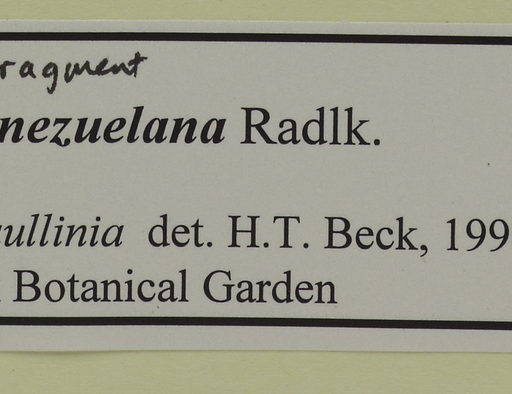 ragment
nezuelana Radlk.
ullinia det. H.T. Beck, 199
Botanical Garden